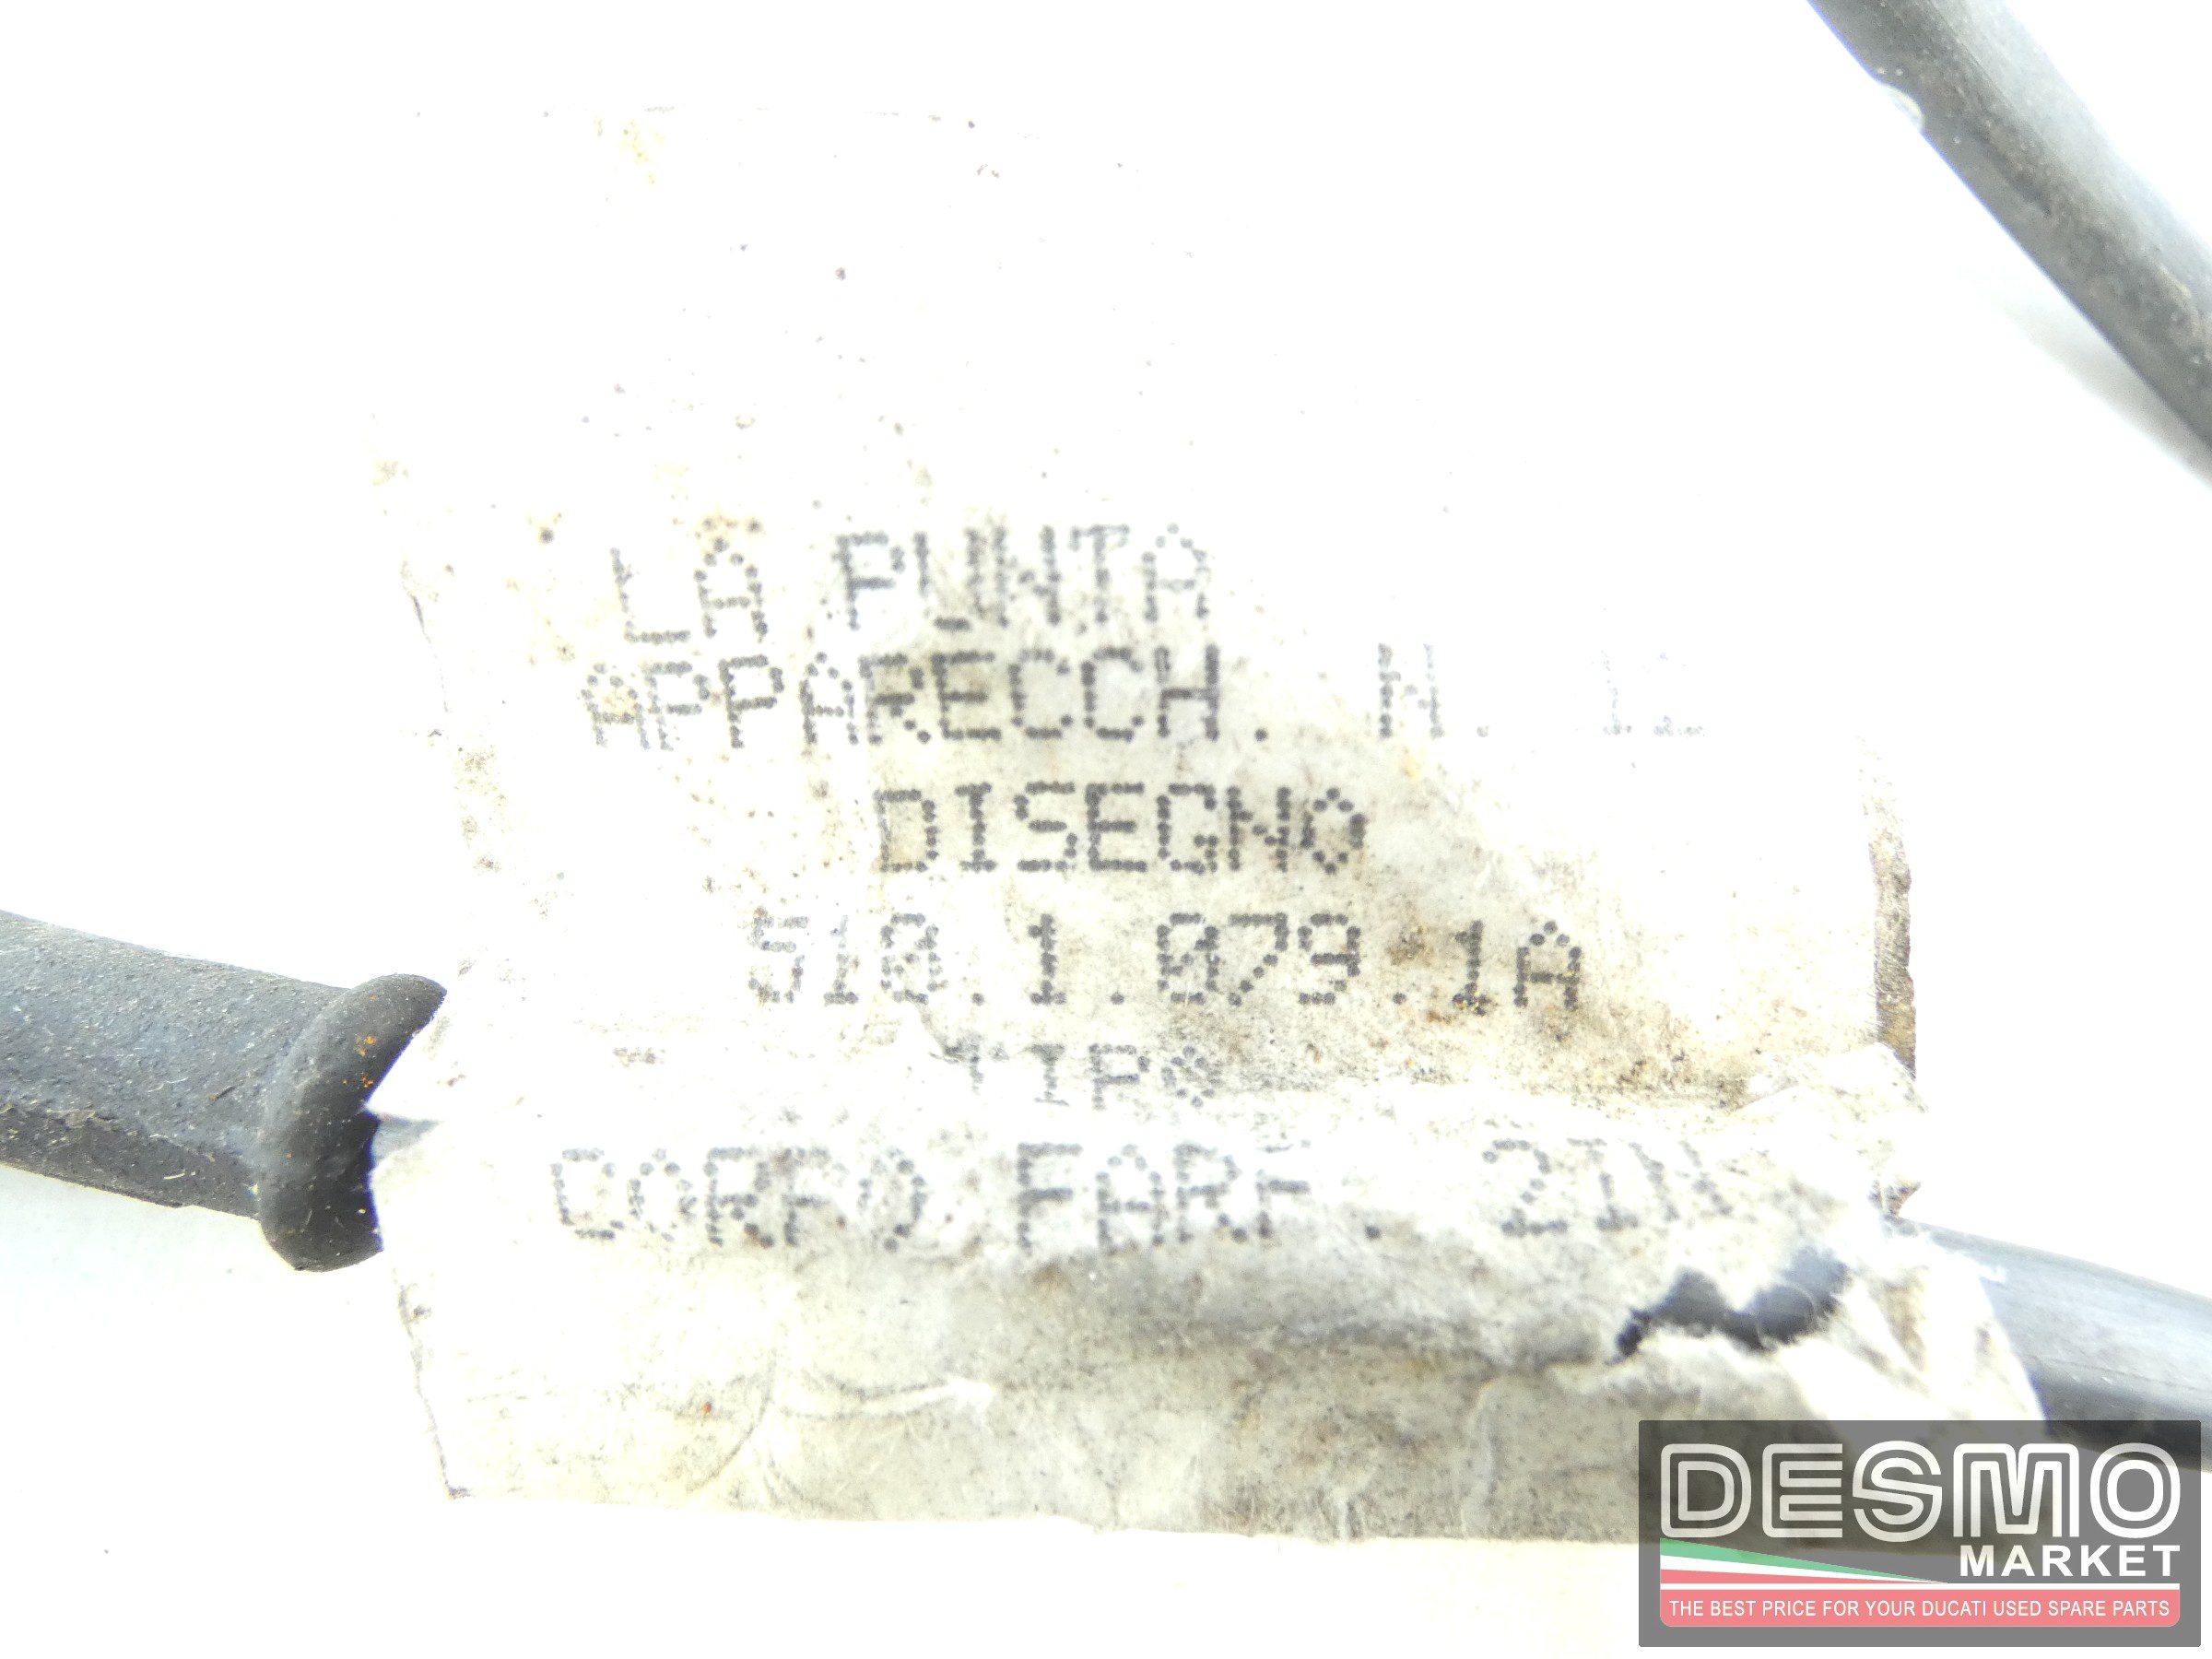 LA PUNTA
APPARECCH. N. 12
DISEGNO
510.1.079.1A
TIPO
CORPO FARF.
DESMO
MARKET
THE BEST PRICE FOR YOUR DUCATI USED SPARE PARTS